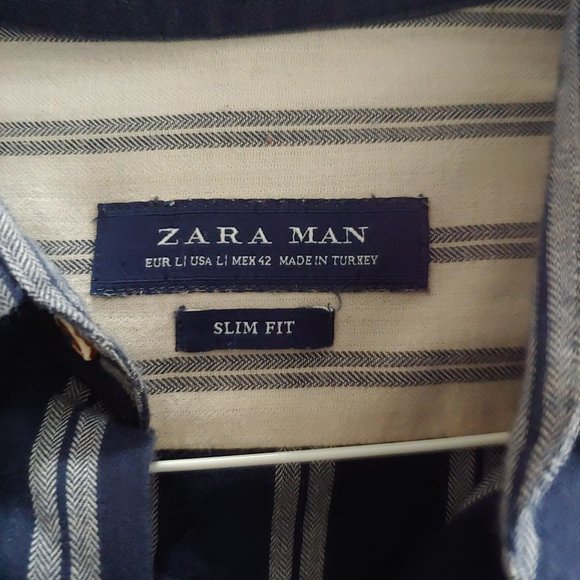 ZARA MAN
EUR L| USA L| MEX 42 MADE IN TURKEY
SLIM FIT